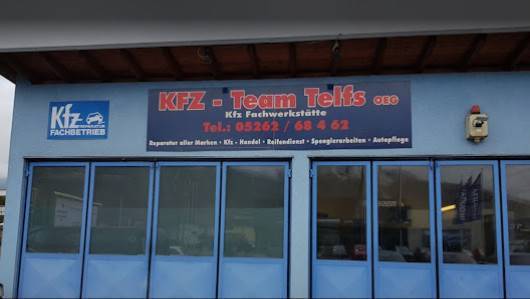 KFZ - Team Telfs OEG
Kfz Fachwerkstätte
Tel.: 05262 / 68 4 62
Reparatur aller Marken • Kfz - Handel • Reifendienst • Spenglerarbeiten • Autopflege
Kfz
REPARATUR
FACHBETRIEB